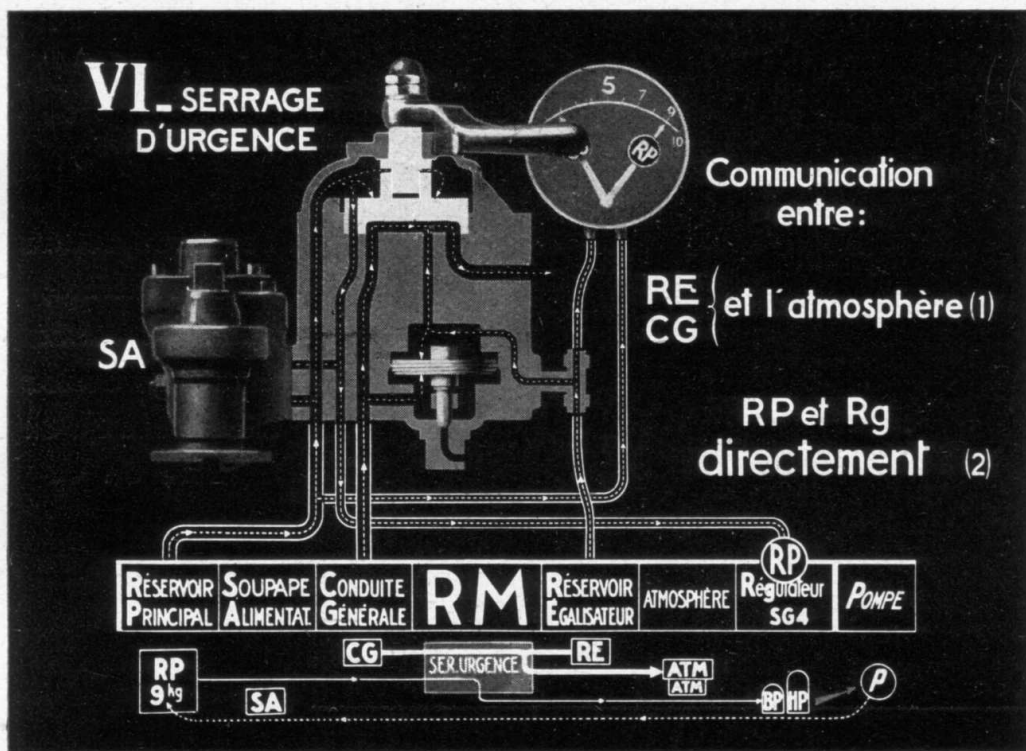 VI_ SERRAGE
D'URGENCE
5
7
9
10
RP
Communication
entre:
RE
CG
et l'atmosphère (1)
SA
RP et Rg
directement (2)
RP
RÉSERVOIR
PRINCIPAL
SOUPAPE
ALIMENTAT.
CONDUITE
GÉNÉRALE
RM
RÉSERVOIR
ÉGALISATEUR
ATMOSPHÈRE
Régulateur
SG4
POMPE
CG
SER. URGENCE
RE
RP
9 kg
SA
ATM
ATM
BP
HP
P